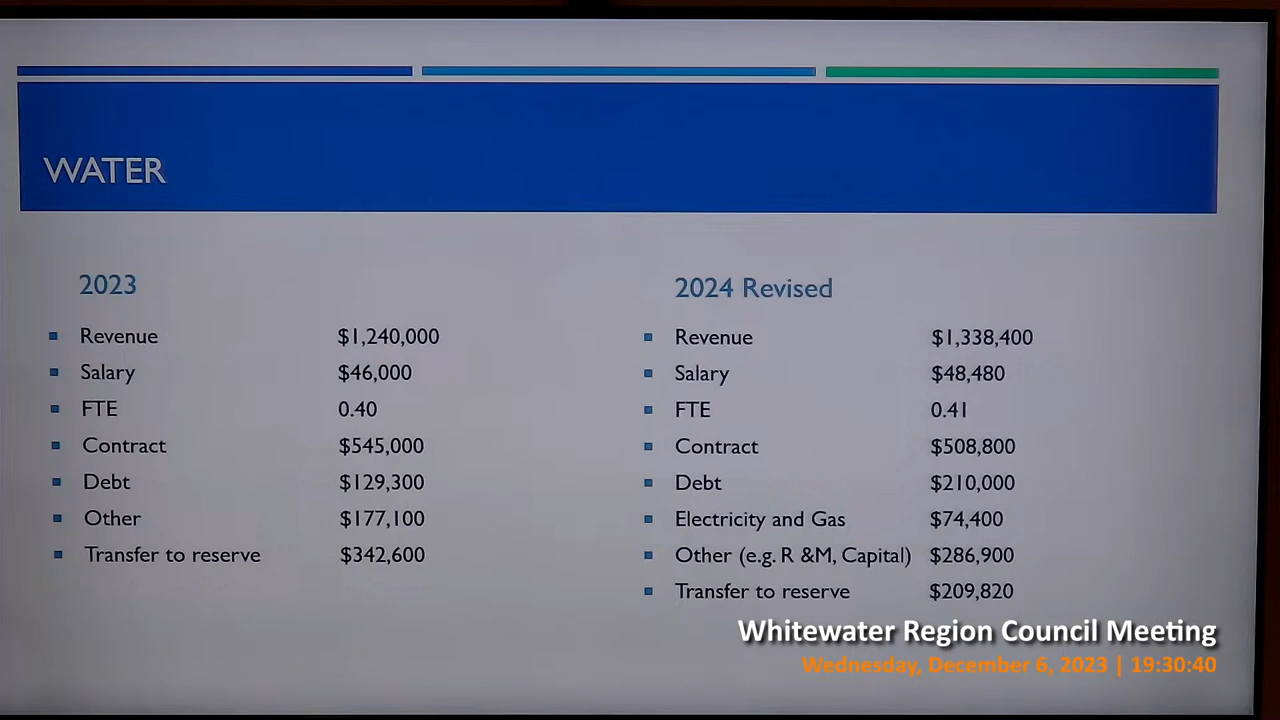 WATER
2023
Revenue $1,240,000
Salary $46,000
FTE 0.40
Contract $545,000
Debt $129,300
Other $177,100
Transfer to reserve $342,600
2024 Revised
Revenue $1,338,400
Salary $48,480
FTE 0.41
Contract $508,800
Debt $210,000
Electricity and Gas $74,400
Other (e.g. R &M, Capital) $286,900
Transfer to reserve $209,820
Whitewater Region Council Meeting
Wednesday, December 6, 2023 | 19:30:40